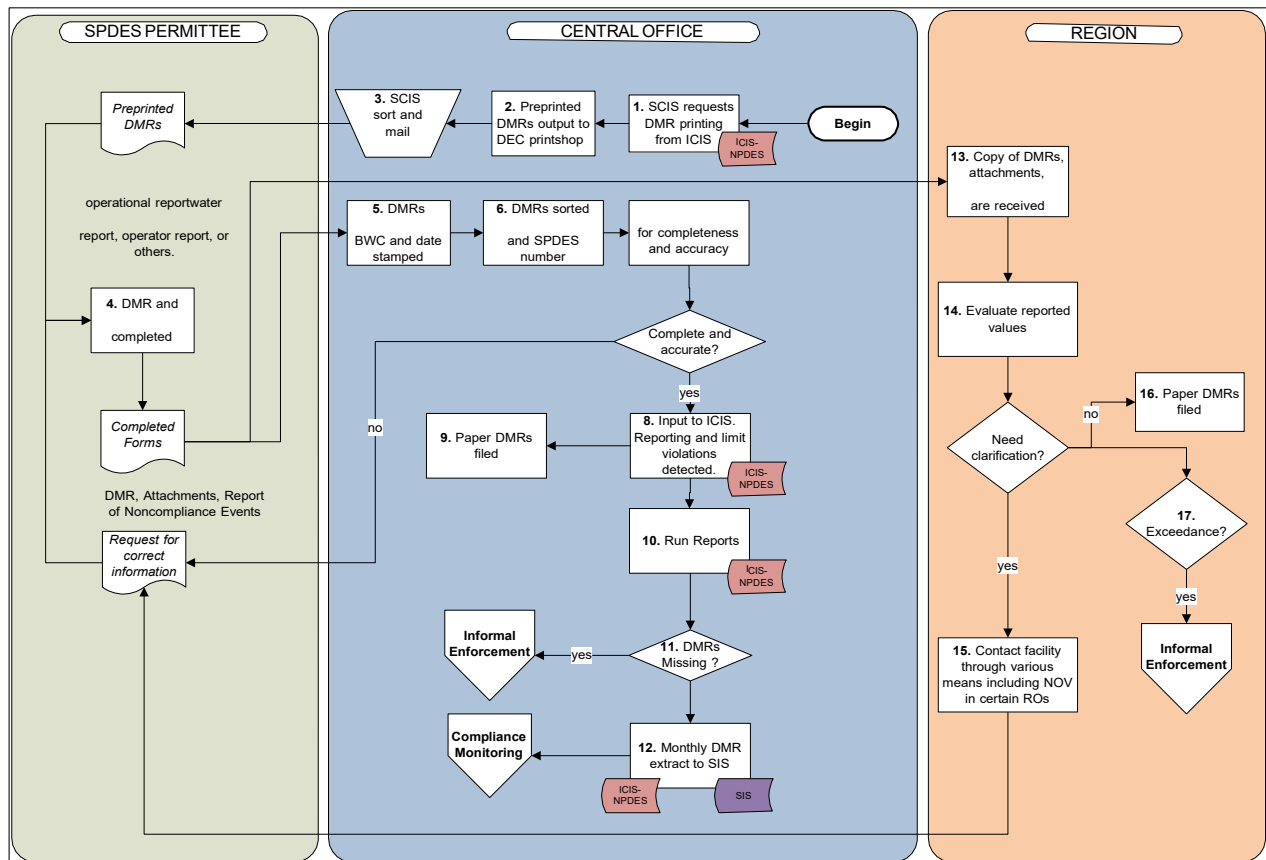 SPDES PERMITTEE
CENTRAL OFFICE
REGION
Preprinted
DMRs
3. SCIS
sort and
mail
2. Preprinted
DMRs output to
DEC printshop
1. SCIS requests
DMR printing
from ICIS
ICIS-
NPDES
Begin
13. Copy of DMRs,
attachments,
are received
operational reportwater
report, operator report, or
others.
5. DMRs
BWC and date
stamped
6. DMRs sorted
and SPDES
number
for completeness
and accuracy
4. DMR and
completed
14. Evaluate reported
values
Complete and
accurate?
yes
no
Completed
Forms
9. Paper DMRs
filed
8. Input to ICIS.
Reporting and limit
violations
detected.
ICIS-
NPDES
Need
clarification?
no
16. Paper DMRs
filed
DMR, Attachments, Report
of Noncompliance Events
Request for
correct
information
10. Run Reports
ICIS-
NPDES
17.
Exceedance?
yes
yes
Informal
Enforcement
yes
11. DMRs
Missing ?
15. Contact facility
through various
means including NOV
in certain ROs
Informal
Enforcement
Compliance
Monitoring
12. Monthly DMR
extract to SIS
ICIS-
NPDES
SIS